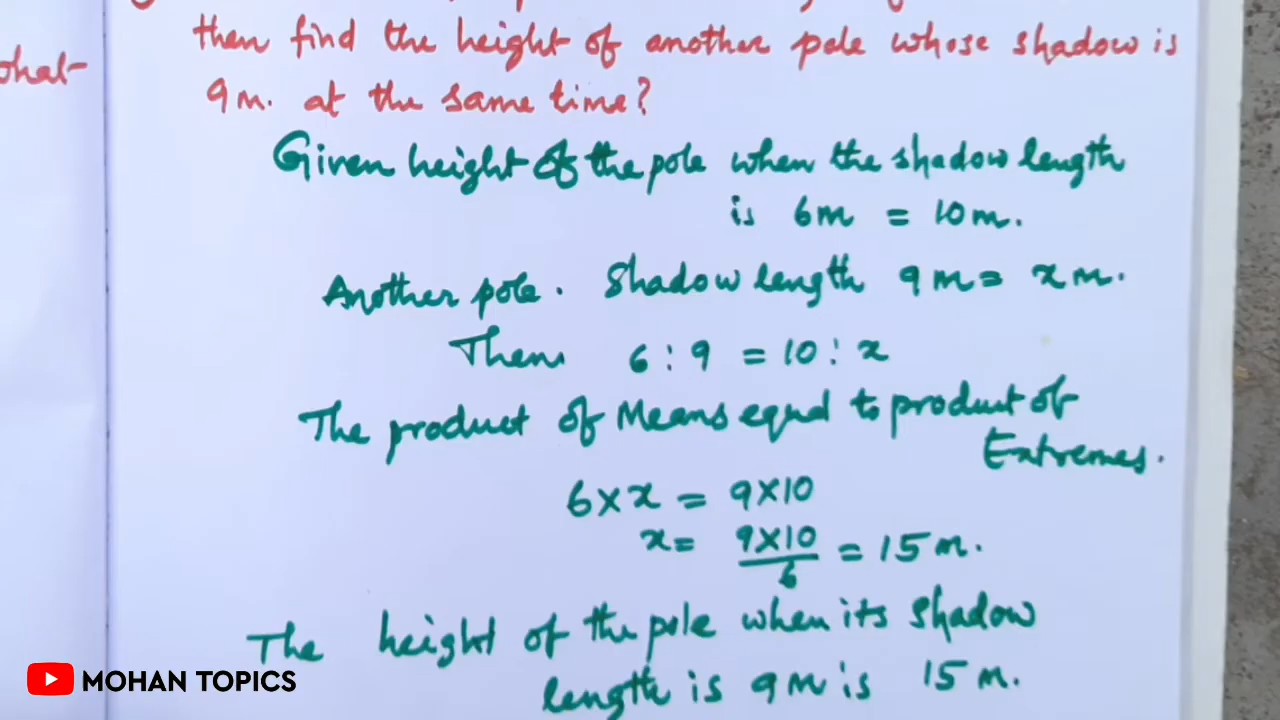 what
then find the height of another pole whose shadow is
9m. at the same time?
Given height of the pole when the shadow length
is 6m = 10m.
Another pole. Shadow length 9m = x m.
Then 6 : 9 = 10 : x
The product of Means equal to product of
Extremes.
6 × x = 9 × 10
x = 9×10/6 = 15 m.
The height of the pole when its shadow
length is 9m is 15 m.
MOHAN TOPICS